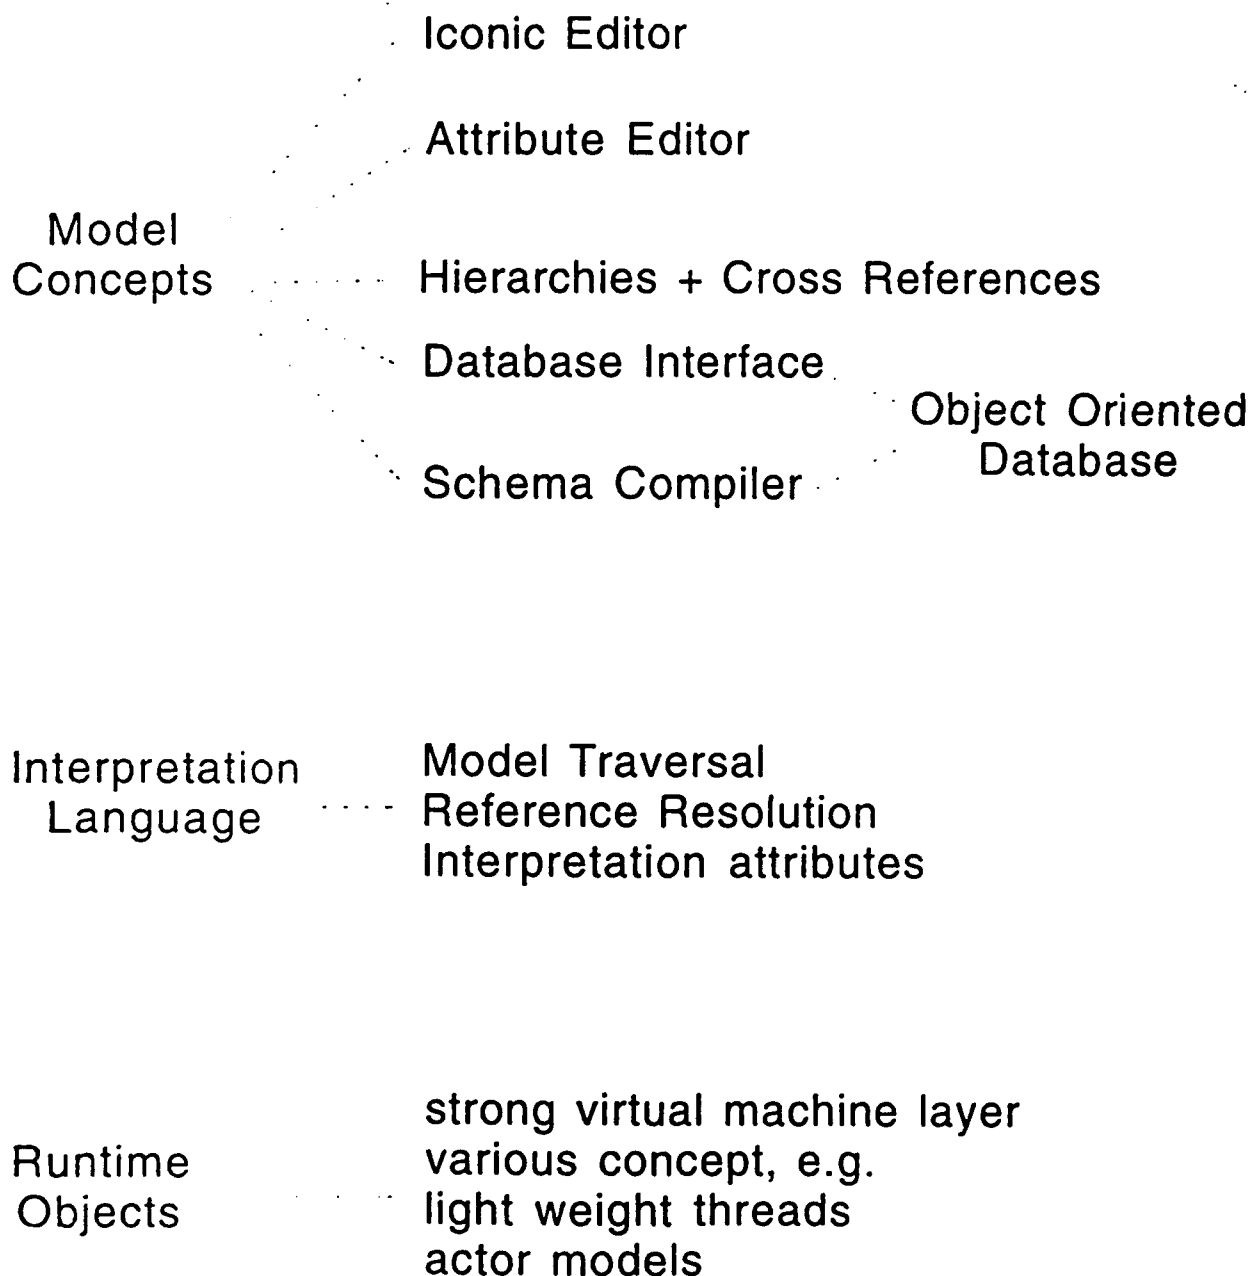 Iconic Editor
Attribute Editor
Model
Concepts
Hierarchies + Cross References
Database Interface
Object Oriented
Database
Schema Compiler
Interpretation
Language
Model Traversal
Reference Resolution
Interpretation attributes
Runtime
Objects
strong virtual machine layer
various concept, e.g.
light weight threads
actor models